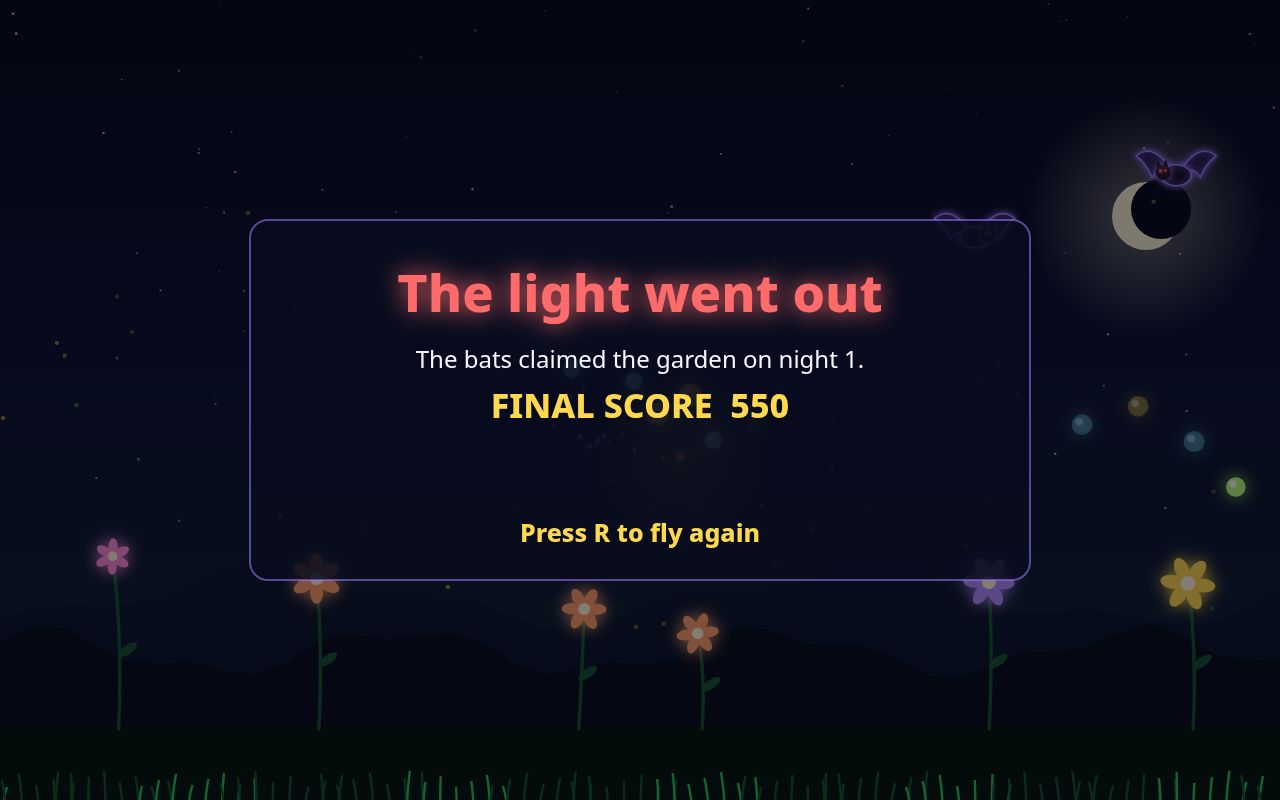 The light went out
The bats claimed the garden on night 1.
FINAL SCORE 550
Press R to fly again